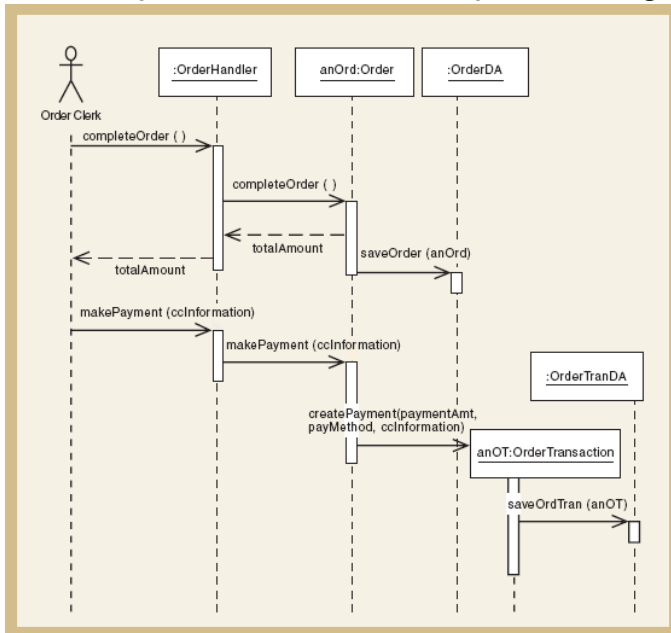 :OrderHandler
anOrd:Order
:OrderDA
Order Clerk
completeOrder ( )
completeOrder ( )
totalAmount
saveOrder (anOrd)
totalAmount
makePayment (ccInformation)
makePayment (ccInformation)
:OrderTranDA
createPayment(paymentAmt,
payMethod, ccInformation)
anOT:OrderTransaction
saveOrdTran (anOT)